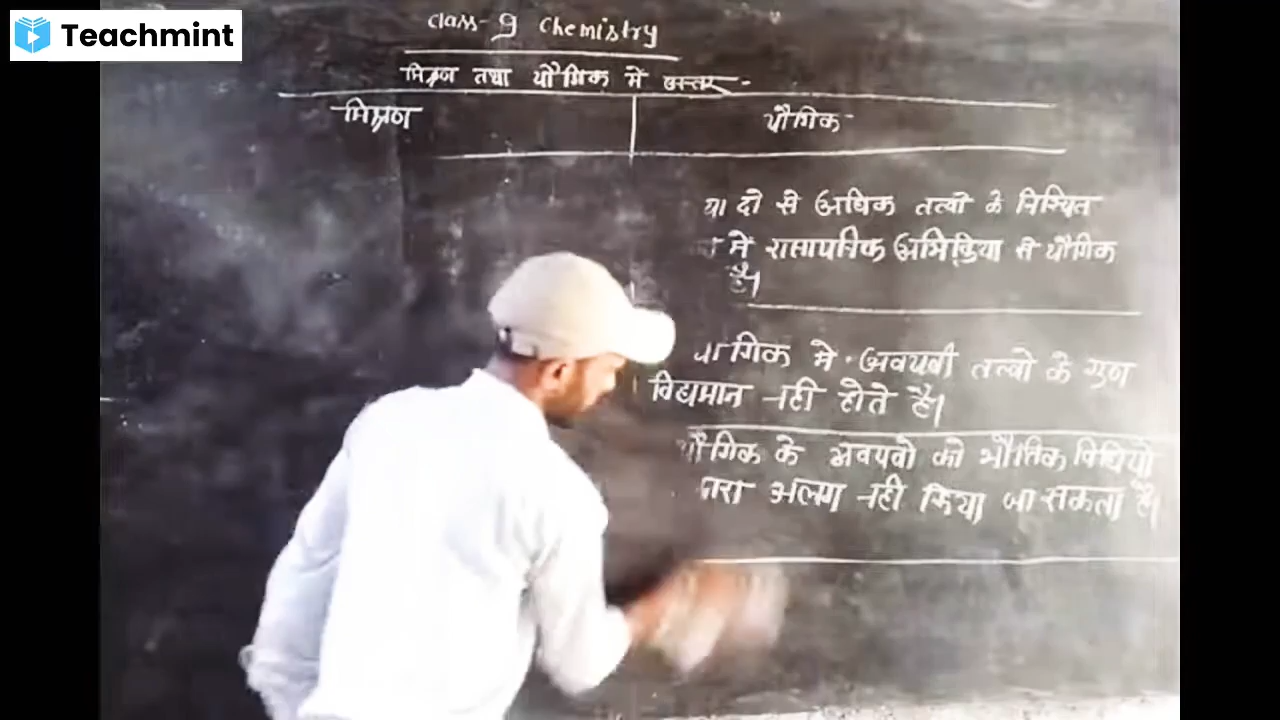 Teachmint
Class- 9 Chemistry
मिश्रण तथा यौगिक में अन्तर -
मिश्रण
यौगिक
या दो से अधिक तत्वो के निश्चित
में रासायनिक अभिक्रिया से यौगिक
है।
यौगिक मे अवयवी तत्वो के गुण
विद्यमान नही होते है।
यौगिक के अवयवो को भौतिक विधियो
अलग नही किया जा सकता है।